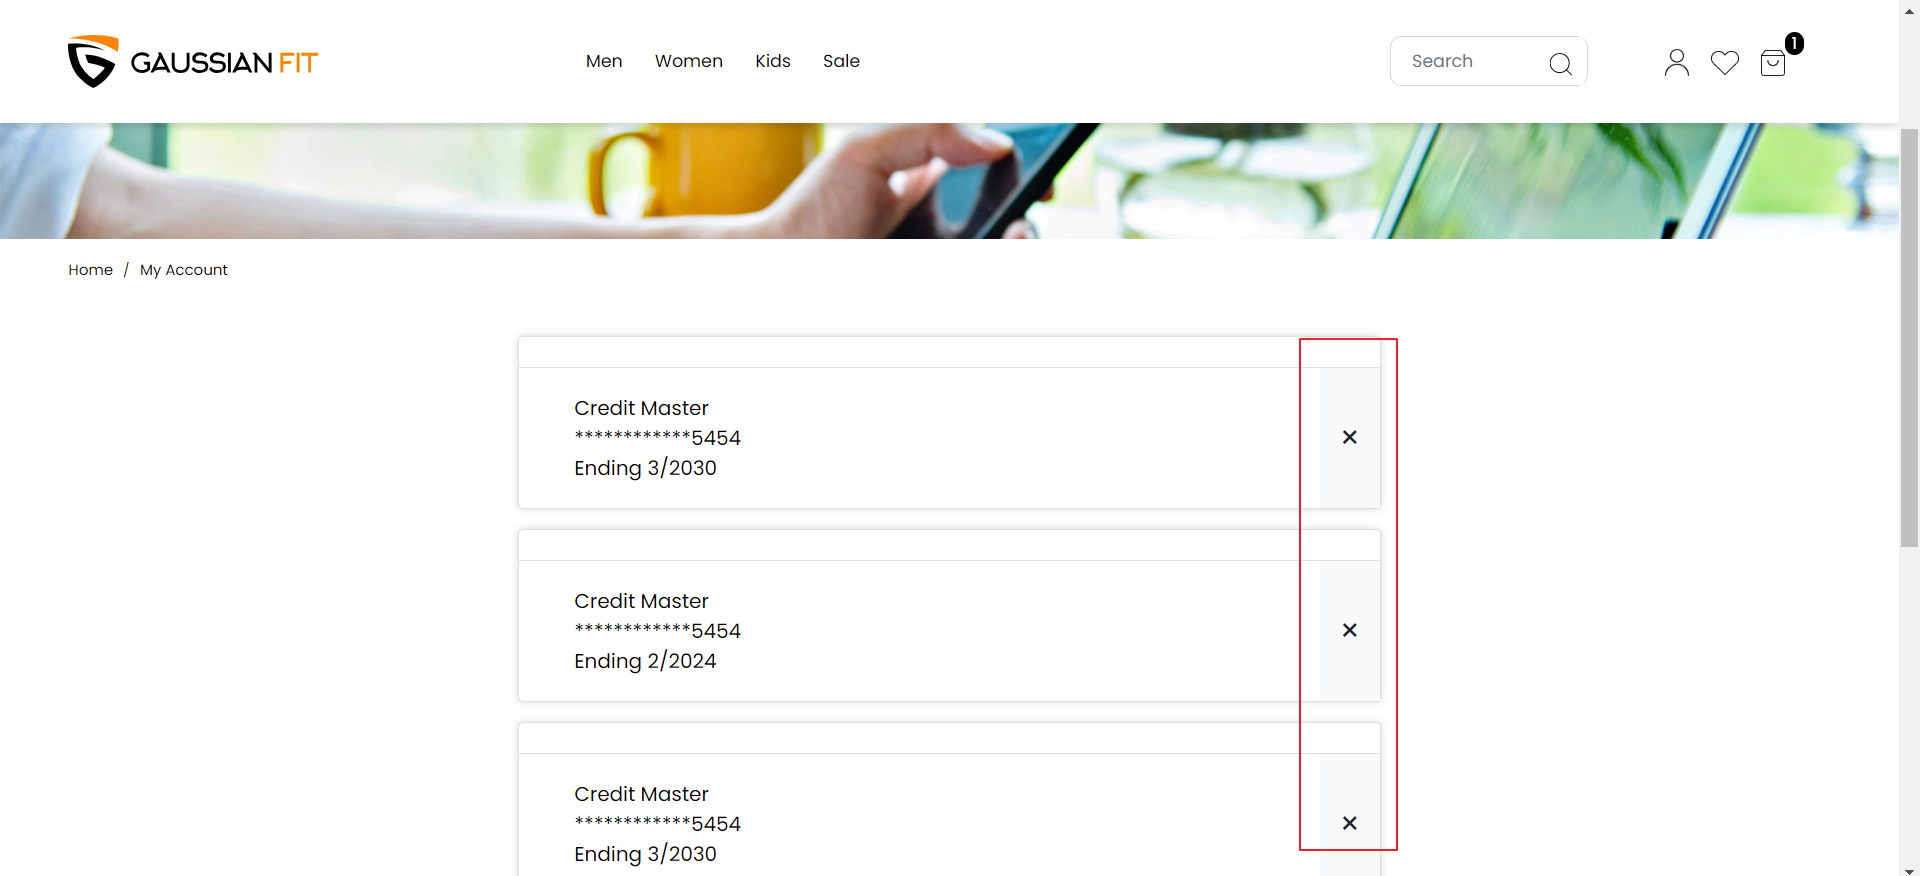 GAUSSIAN FIT
Men Women Kids Sale
Search
1
Home / My Account
Credit Master
************5454
Ending 3/2030
Credit Master
************5454
Ending 2/2024
Credit Master
************5454
Ending 3/2030